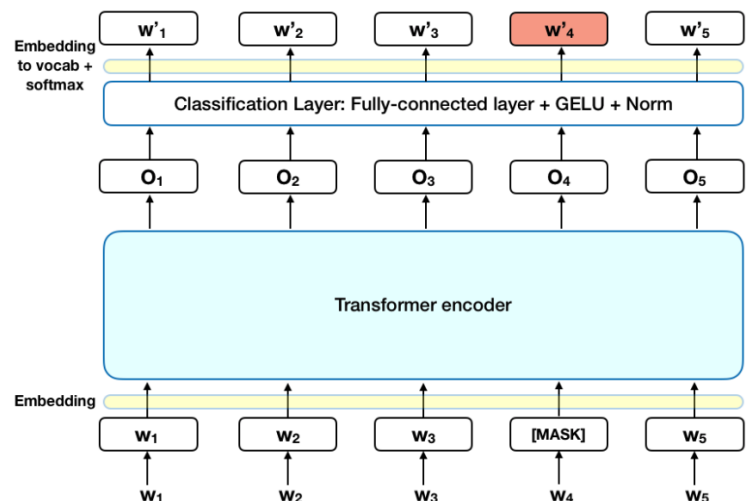 w’1 w’2 w’3 w’4 w’5
Embedding
to vocab +
softmax
Classification Layer: Fully-connected layer + GELU + Norm
O1 O2 O3 O4 O5
Transformer encoder
Embedding
w1 w2 w3 [MASK] w5
w1 w2 w3 w4 w5